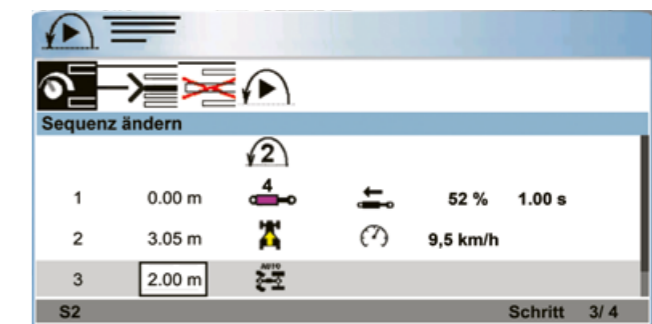 Sequenz ändern
2
1 0.00 m 4 52 % 1.00 s
2 3.05 m 9,5 km/h
3 2.00 m AUTO
S2 Schritt 3/ 4